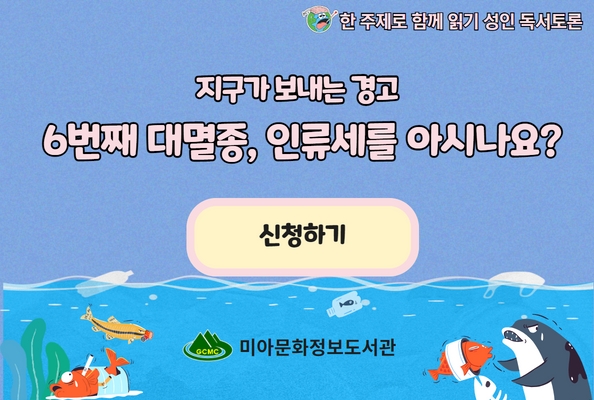 한 주제로 함께 읽기 성인 독서토론
지구가 보내는 경고
6번째 대멸종, 인류세를 아시나요?
신청하기
GCMC 미아문화정보도서관